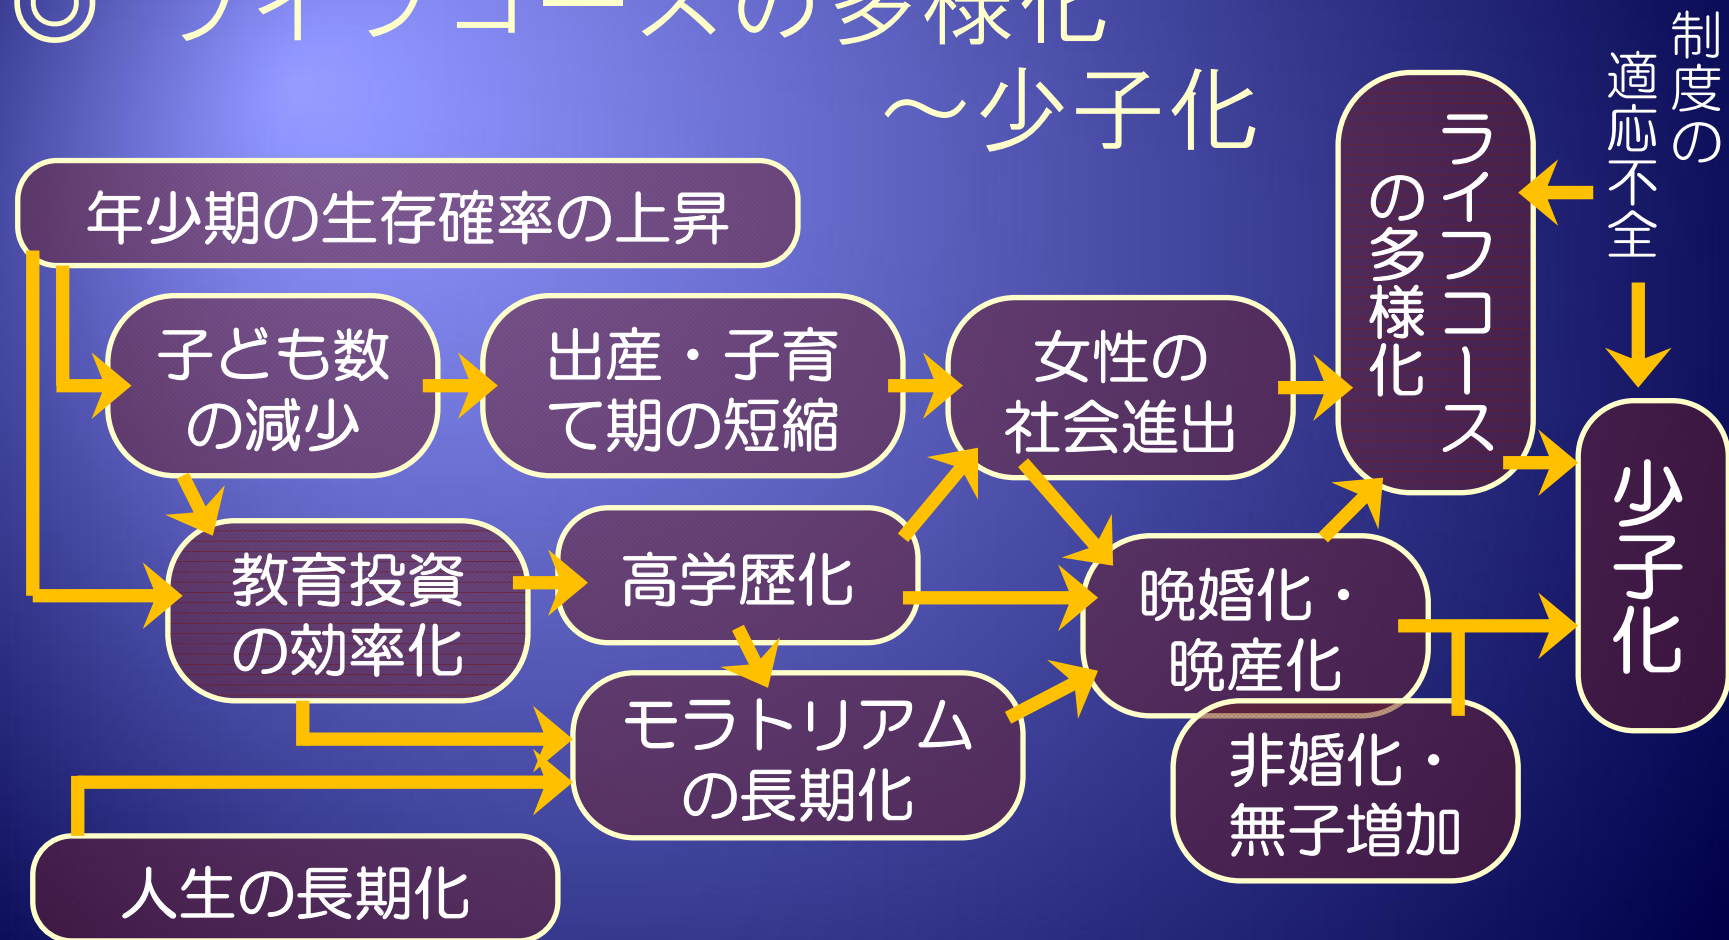 ◎ ライフコースの多様化
～少子化
制度の
適応不全
年少期の生存確率の上昇
子ども数
の減少
出産・子育
て期の短縮
女性の
社会進出
ライフコース
の多様化
教育投資
の効率化
高学歴化
晩婚化・
晩産化
少子化
モラトリアム
の長期化
非婚化・
無子増加
人生の長期化